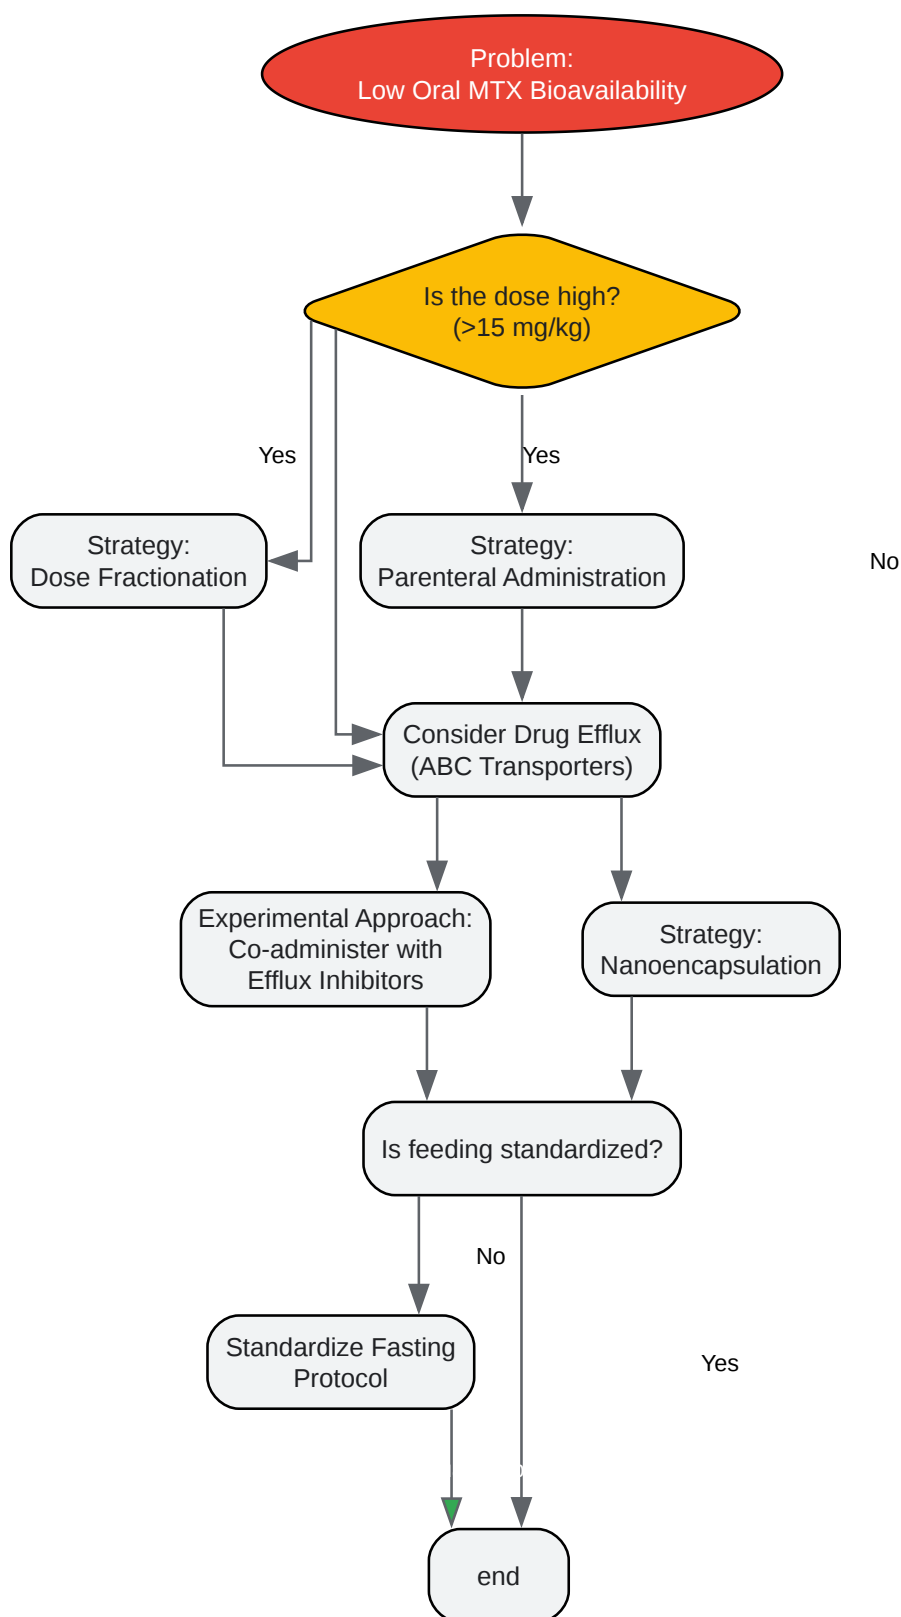 Problem:
Low Oral MTX Bioavailability
Is the dose high?
(>15 mg/kg)
Yes
Yes
Strategy:
Dose Fractionation
Strategy:
Parenteral Administration
No
Consider Drug Efflux
(ABC Transporters)
Experimental Approach:
Co-administer with
Efflux Inhibitors
Strategy:
Nanoencapsulation
Is feeding standardized?
No
Standardize Fasting
Protocol
Yes
end